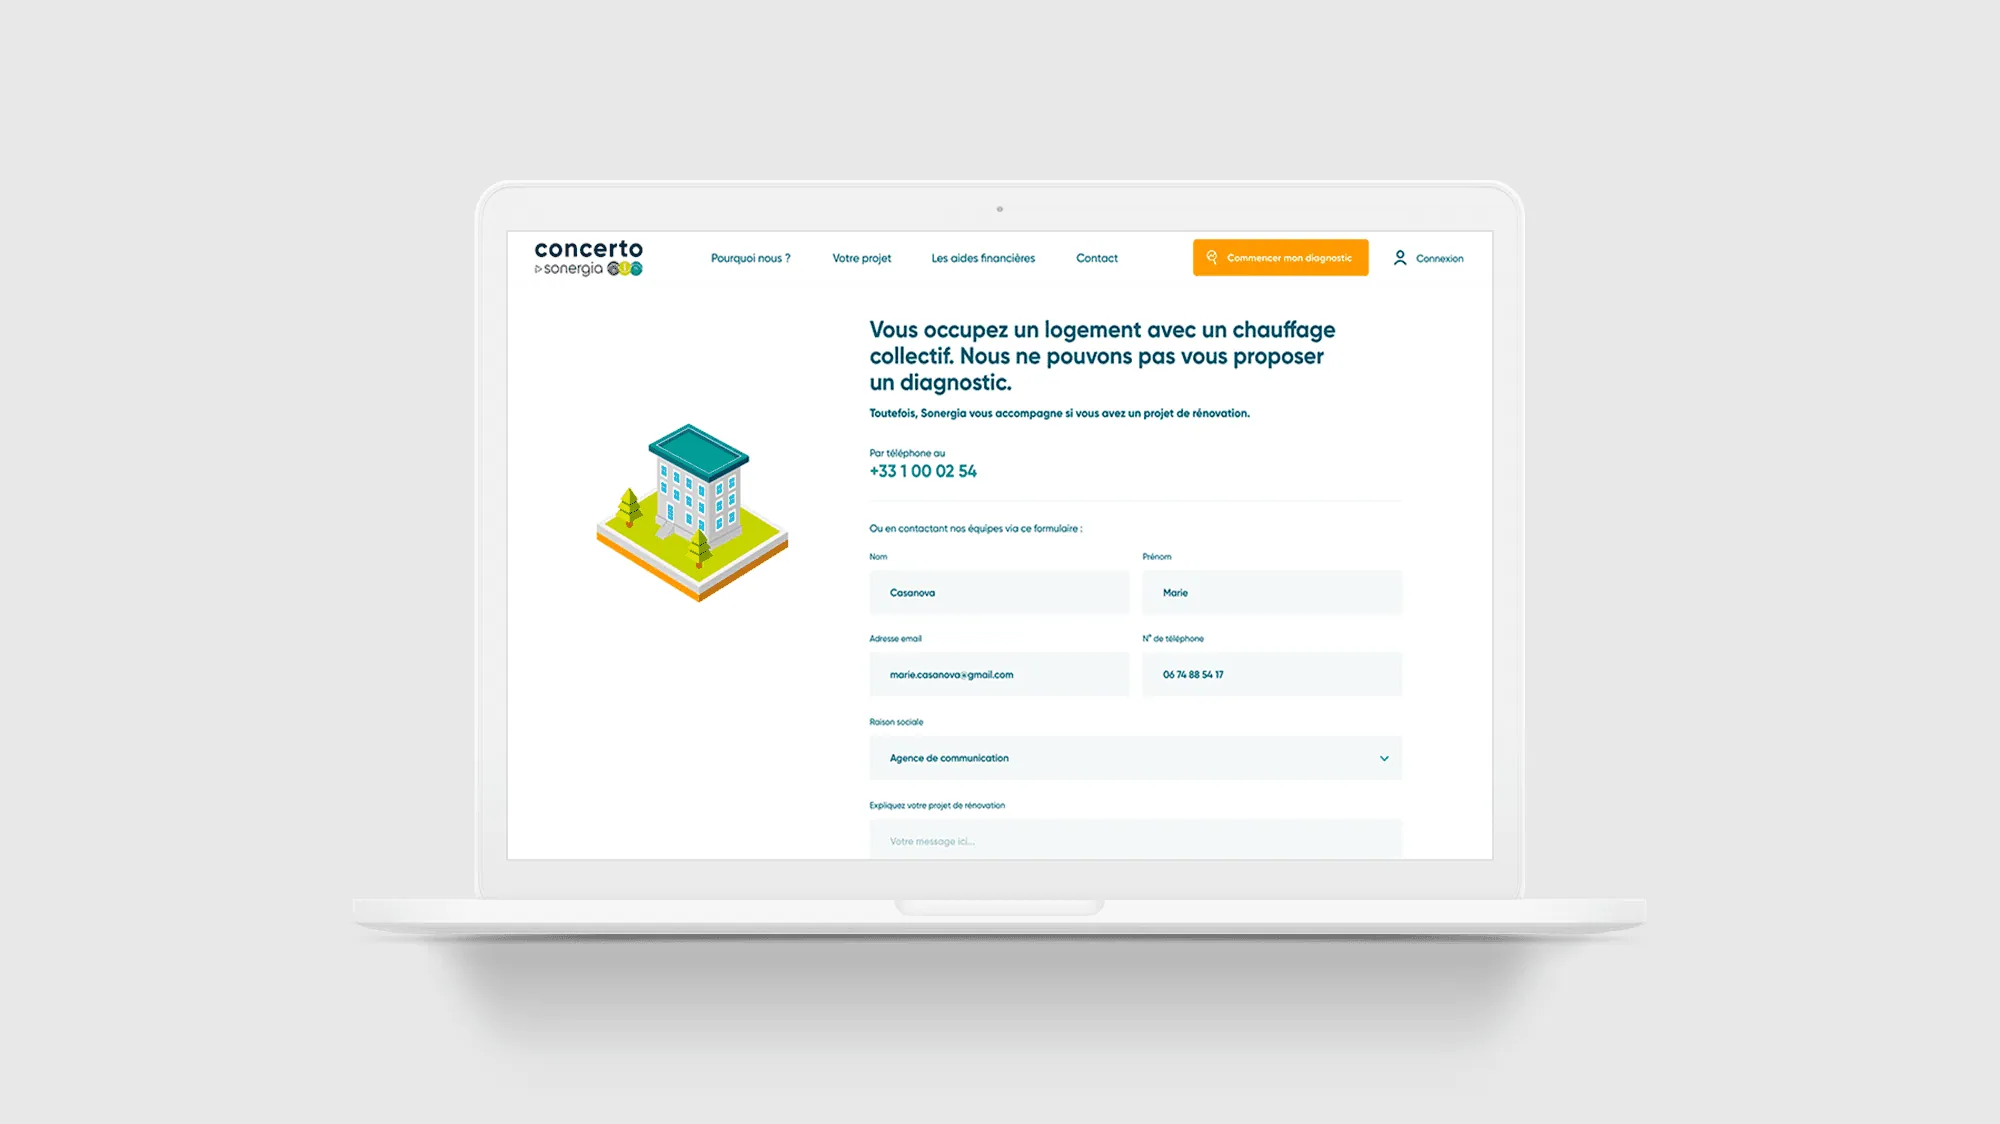 concerto
sonergia
Pourquoi nous ?
Votre projet
Les aides financières
Contact
Commencer mon diagnostic
Connexion
Vous occupez un logement avec un chauffage
collectif. Nous ne pouvons pas vous proposer
un diagnostic.
Toutefois, Sonergia vous accompagne si vous avez un projet de rénovation.
Par téléphone au
+33 1 00 02 54
Ou en contactant nos équipes via ce formulaire :
Nom
Prénom
Casanova
Marie
Adresse email
N° de téléphone
marie.casanova@gmail.com
06 74 88 54 17
Raison sociale
Agence de communication
Expliquez votre projet de rénovation
Votre message ici...